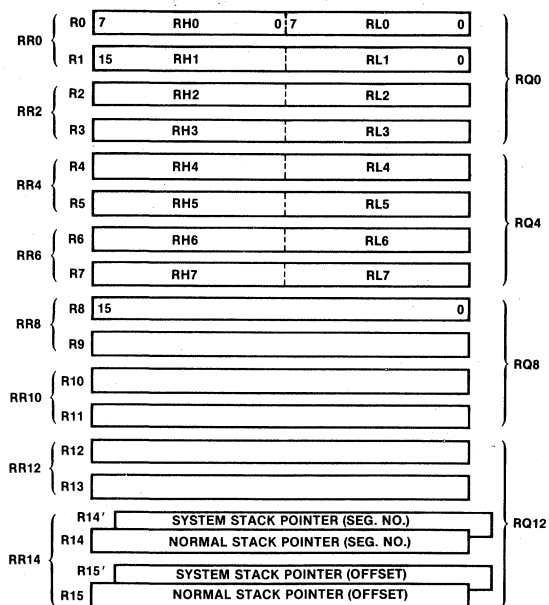 R0 7 RH0 0 7 RL0 0
RR0
R1 15 RH1 RL1 0
RQ0
R2 RH2 RL2
RR2
R3 RH3 RL3
R4 RH4 RL4
RR4
R5 RH5 RL5
RQ4
R6 RH6 RL6
RR6
R7 RH7 RL7
R8 15 0
RR8
R9
RQ8
R10
RR10
R11
R12
RR12
R13
R14′ SYSTEM STACK POINTER (SEG. NO.)
RQ12
R14 NORMAL STACK POINTER (SEG. NO.)
RR14
R15′ SYSTEM STACK POINTER (OFFSET)
R15 NORMAL STACK POINTER (OFFSET)